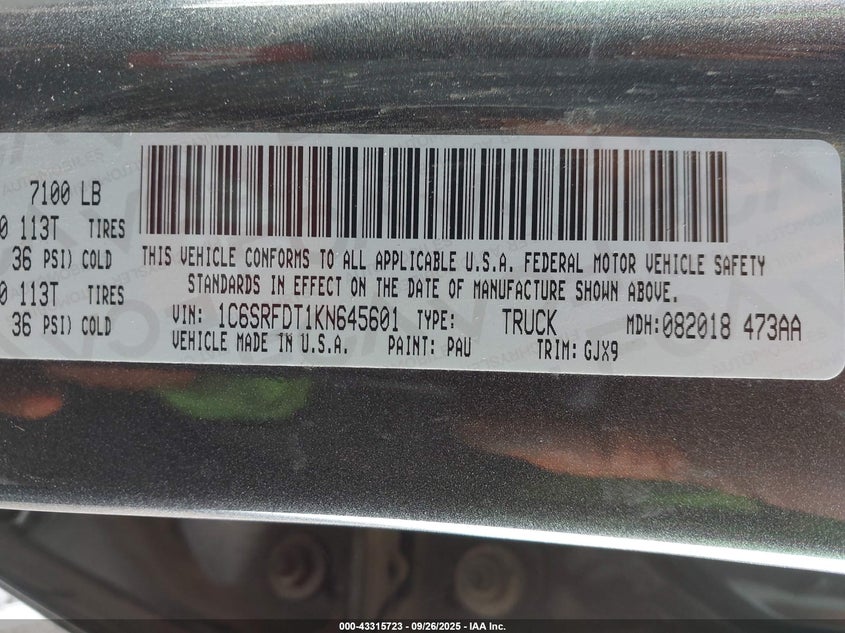 7100 LB
0 113T TIRES
36 PSI) COLD
0 113T TIRES
36 PSI) COLD
THIS VEHICLE CONFORMS TO ALL APPLICABLE U.S.A. FEDERAL MOTOR VEHICLE SAFETY
STANDARDS IN EFFECT ON THE DATE OF MANUFACTURE SHOWN ABOVE.
VIN: 1C6SRFDT1KN645601 TYPE: TRUCK MDH:082018 473AA
VEHICLE MADE IN U.S.A. PAINT: PAU TRIM: GJX9
000-43315723 - 09/26/2025 - IAA Inc.